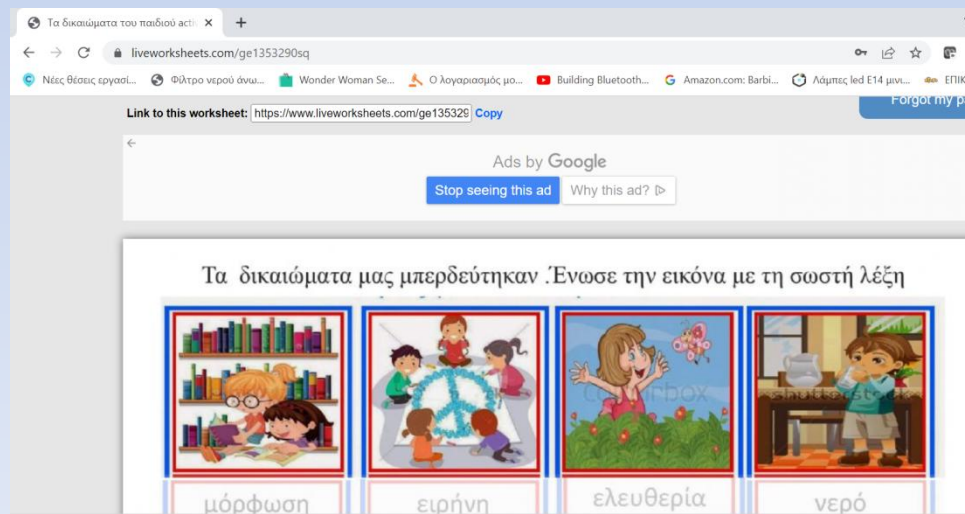 Τα δικαιώματα του παιδιού acti
liveworksheets.com/ge1353290sq
Νέες θέσεις εργασί... Φίλτρο νερού άνω... Wonder Woman Se... Ο λογαριασμός μο... Building Bluetooth... Amazon.com: Barbi... Λάμπες led E14 μινι... ΕΠΙΚ
Link to this worksheet: https://www.liveworksheets.com/ge135329 Copy
Forgot my p
Ads by Google
Stop seeing this ad Why this ad?
Τα δικαιώματα μας μπερδεύτηκαν .Ένωσε την εικόνα με τη σωστή λέξη
μόρφωση ειρήνη ελευθερία νερό